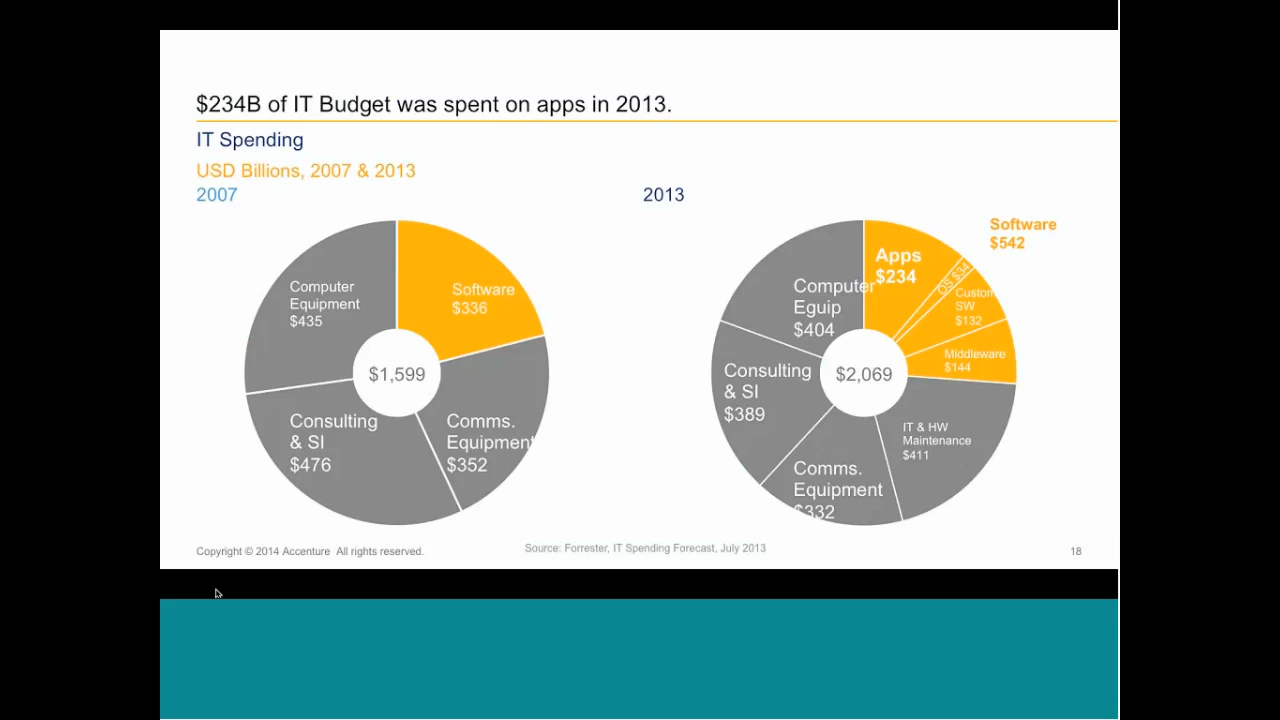 $234B of IT Budget was spent on apps in 2013.
IT Spending
USD Billions, 2007 & 2013
2007
Computer
Equipment
$435
Software
$336
$1,599
Consulting
& SI
$476
Comms.
Equipment
$352
2013
Software
$542
Apps
$234
OS $34
Custom
SW
$132
Middleware
$144
Computer
Eguip
$404
$2,069
Consulting
& SI
$389
IT & HW
Maintenance
$411
Comms.
Equipment
$332
Copyright © 2014 Accenture All rights reserved.
Source: Forrester, IT Spending Forecast, July 2013
18